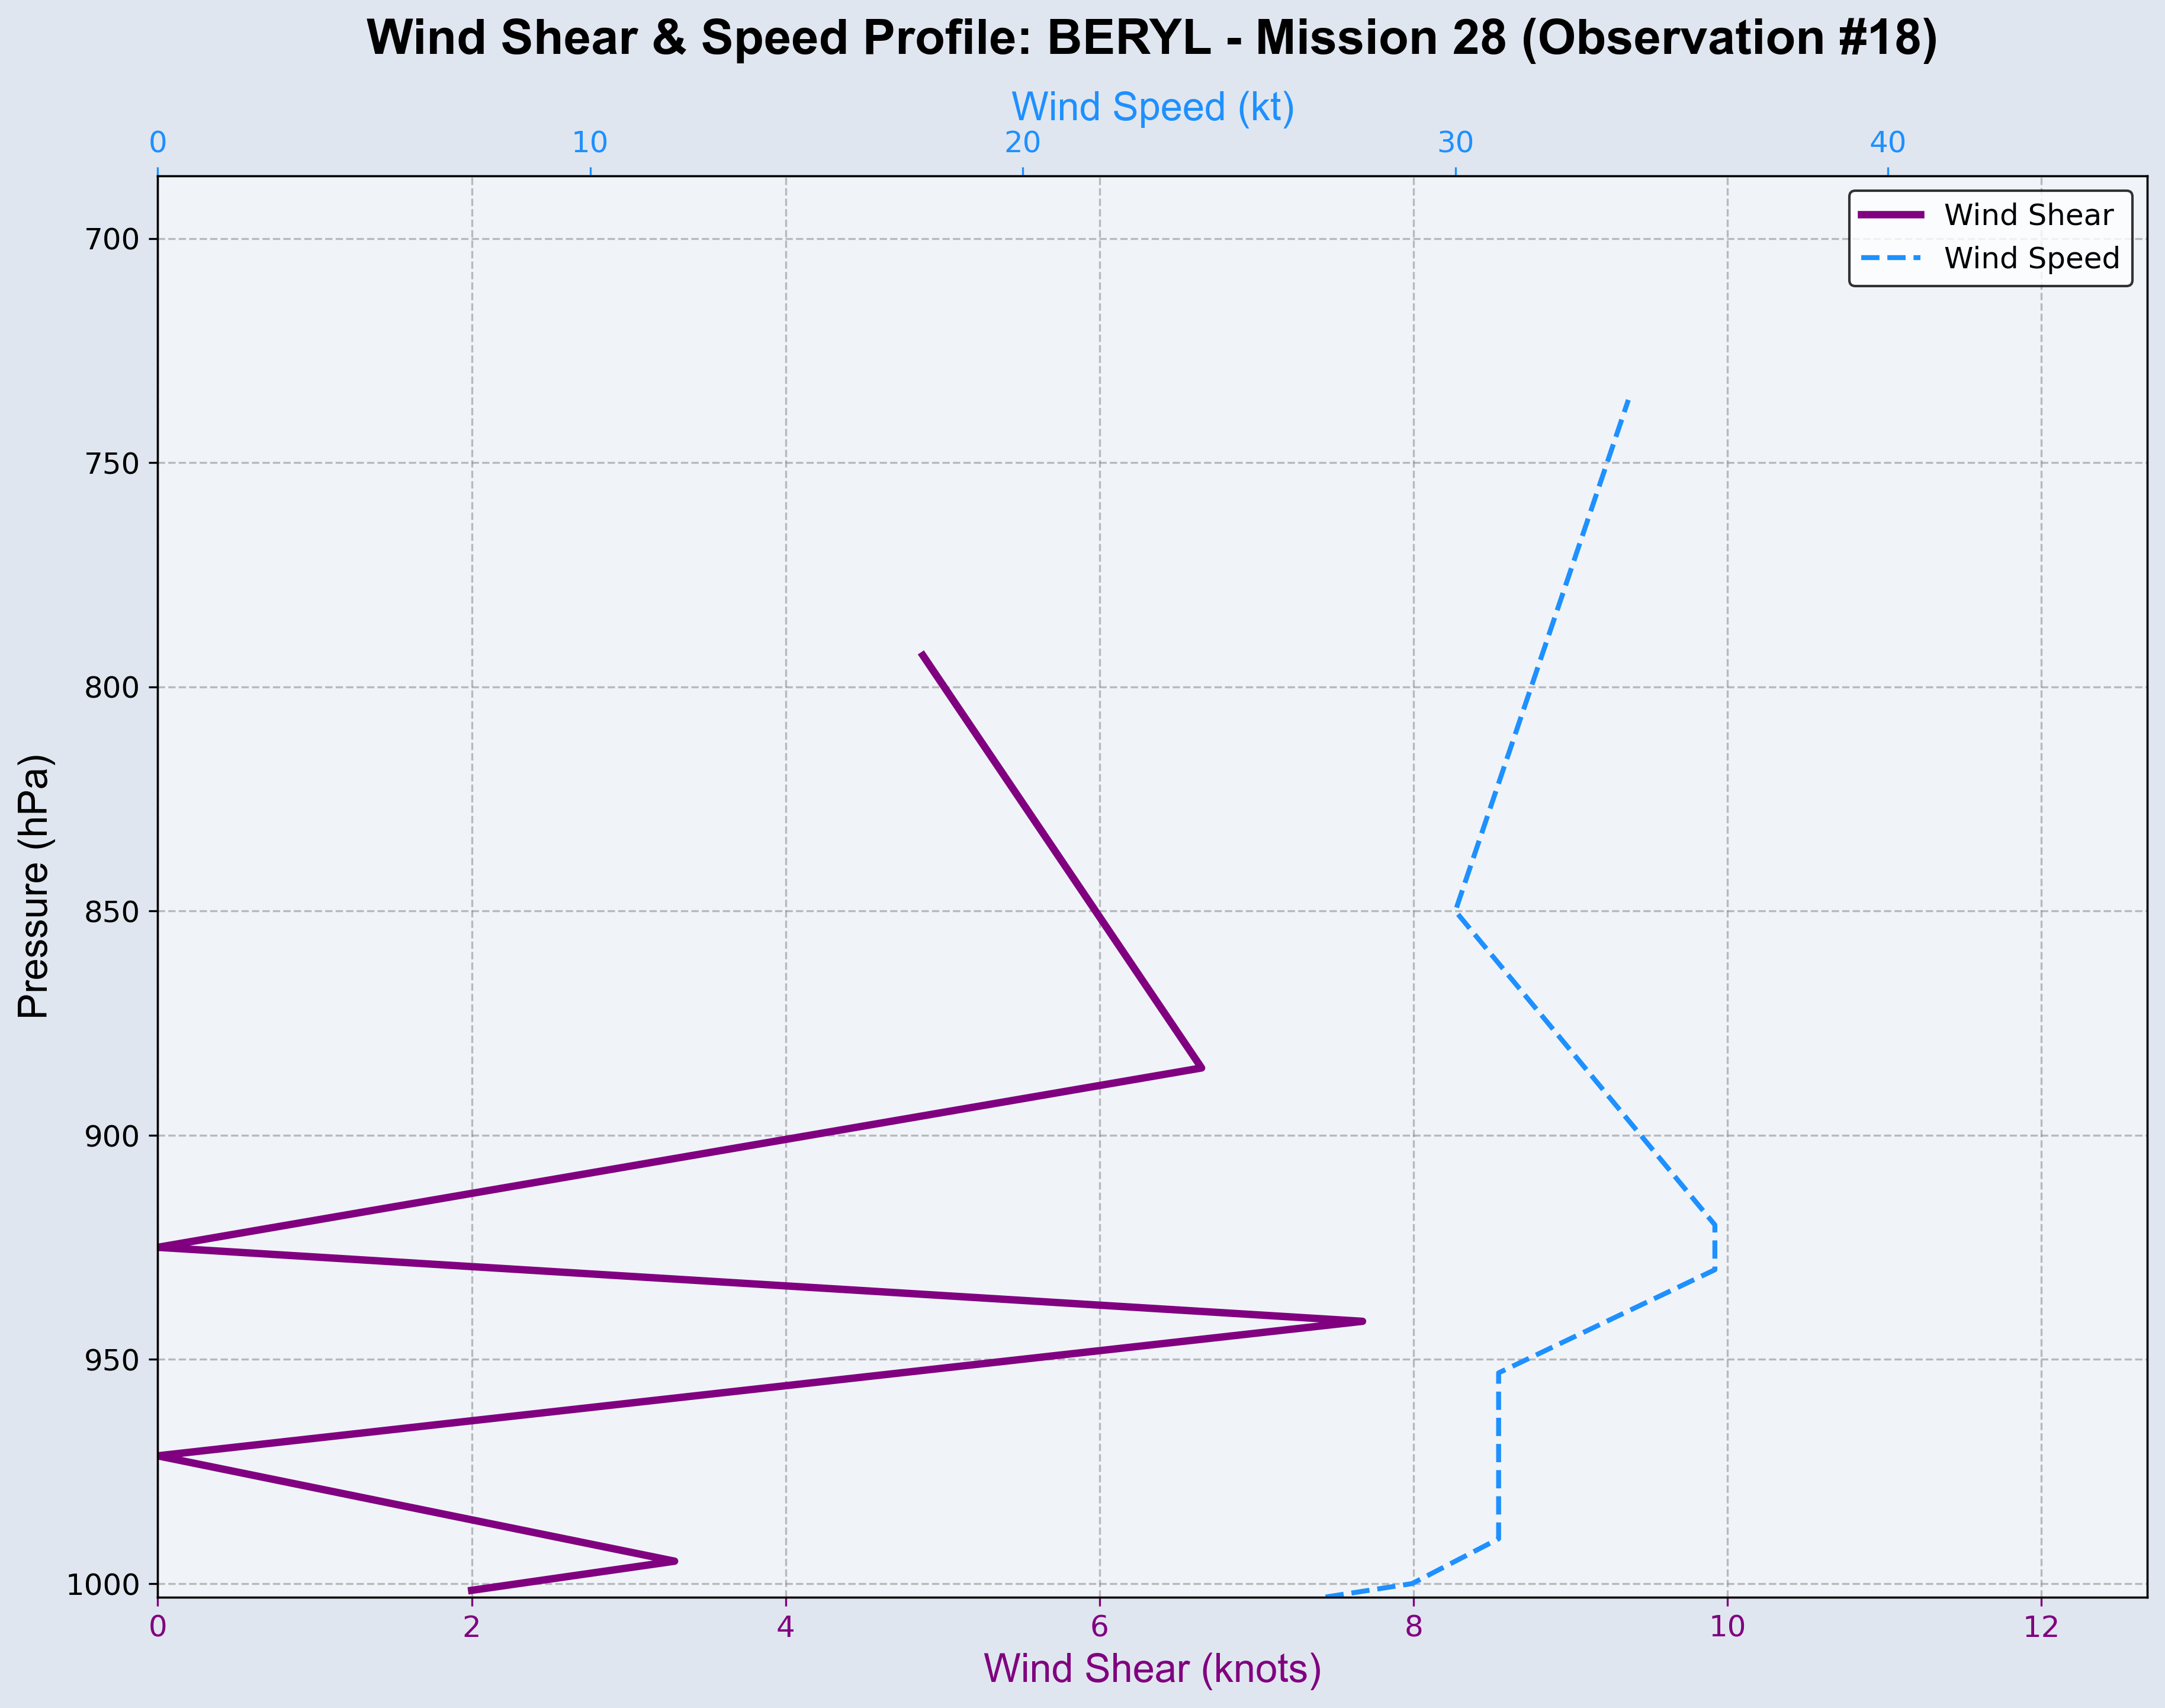 Wind Shear & Speed Profile: BERYL - Mission 28 (Observation #18)
Wind Speed (kt)
0 10 20 30 40
Wind Shear
Wind Speed
700
750
800
850
900
950
1000
Pressure (hPa)
0 2 4 6 8 10 12
Wind Shear (knots)